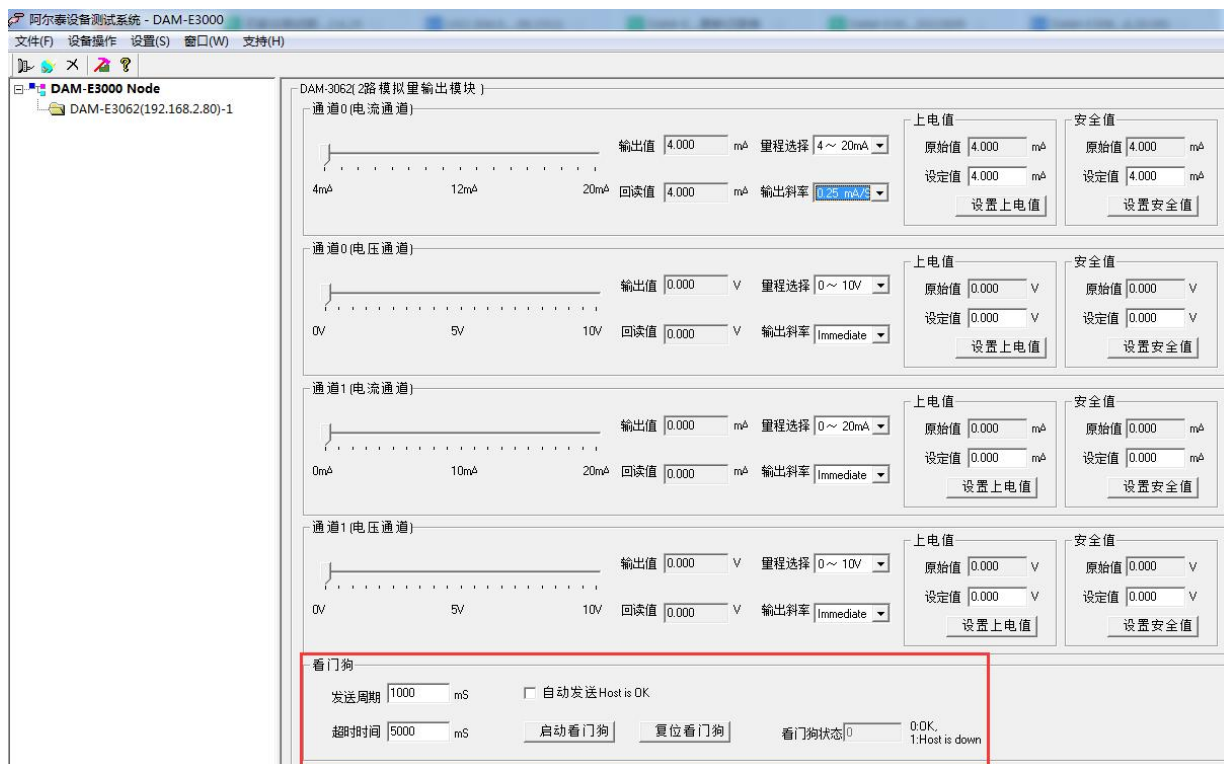 阿尔泰设备测试系统 - DAM-E3000
文件(F) 设备操作 设置(S) 窗口(W) 支持(H)
DAM-E3000 Node
DAM-E3062(192.168.2.80)-1
DAM-3062( 2路模拟量输出模块 )
通道0(电流通道)
4mA 12mA 20mA
输出值 4.000 mA 量程选择 4～ 20mA
回读值 4.000 mA 输出斜率 0.25 mA/S
上电值
原始值 4.000 mA
设定值 4.000 mA
设置上电值
安全值
原始值 4.000 mA
设定值 4.000 mA
设置安全值
通道0(电压通道)
0V 5V 10V
输出值 0.000 V 量程选择 0～ 10V
回读值 0.000 V 输出斜率 Immediate
上电值
原始值 0.000 V
设定值 0.000 V
设置上电值
安全值
原始值 0.000 V
设定值 0.000 V
设置安全值
通道1(电流通道)
0mA 10mA 20mA
输出值 0.000 mA 量程选择 0～ 20mA
回读值 0.000 mA 输出斜率 Immediate
上电值
原始值 0.000 mA
设定值 0.000 mA
设置上电值
安全值
原始值 0.000 mA
设定值 0.000 mA
设置安全值
通道1(电压通道)
0V 5V 10V
输出值 0.000 V 量程选择 0～ 10V
回读值 0.000 V 输出斜率 Immediate
上电值
原始值 0.000 V
设定值 0.000 V
设置上电值
安全值
原始值 0.000 V
设定值 0.000 V
设置安全值
看门狗
发送周期 1000 mS 自动发送Host is OK
超时时间 5000 mS 启动看门狗 复位看门狗 看门狗状态 0
0:OK,
1:Host is down